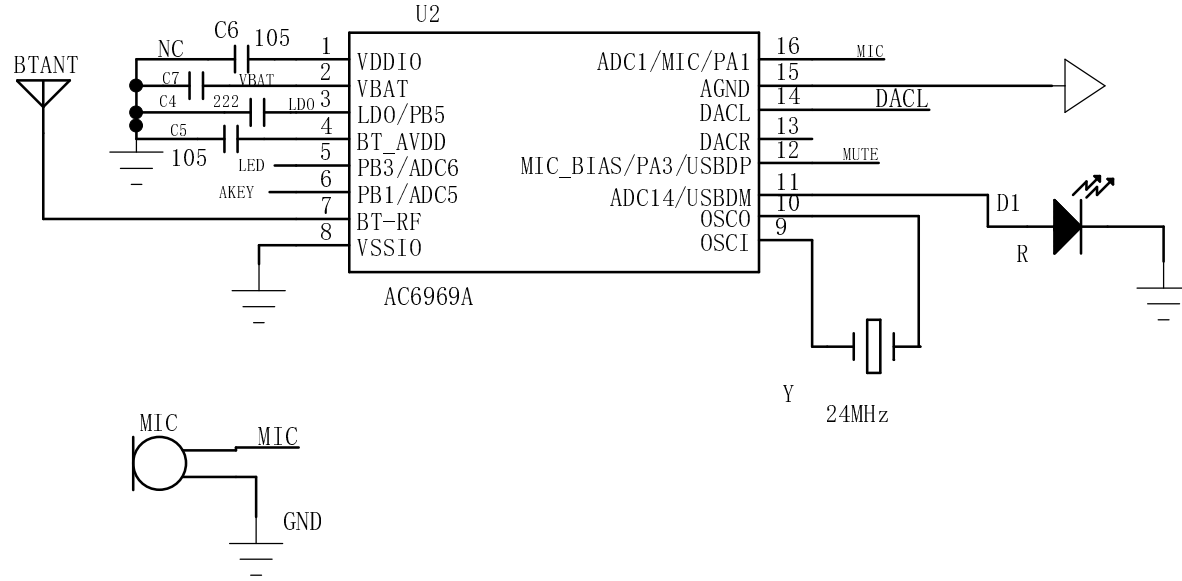 U2
C6
105
1
NC
VDDIO
ADC1/MIC/PA1
16
MIC
BTANT
C7
VBAT
2
VBAT
AGND
15
C4
222
LDO
3
LDO/PB5
DACL
14
DACL
C5
4
BT_AVDD
DACR
13
105
LED
5
PB3/ADC6
MIC_BIAS/PA3/USBDP
12
MUTE
AKEY
6
PB1/ADC5
ADC14/USBDM
11
D1
7
BT-RF
OSCO
10
8
VSSIO
OSCI
9
R
AC6969A
Y
24MHz
MIC
MIC
GND